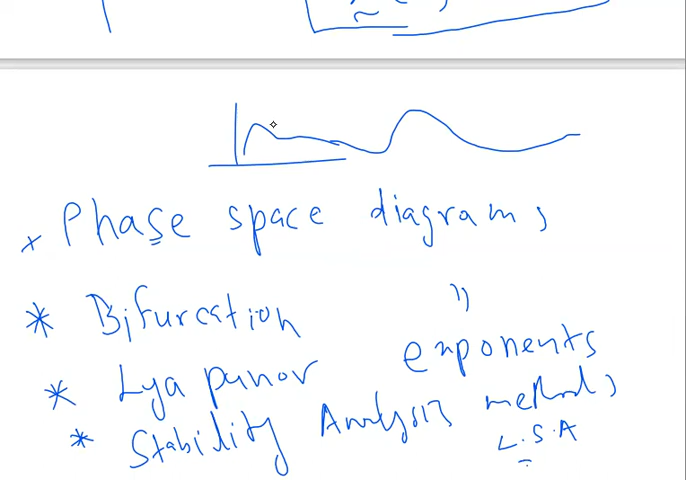 * Phase space diagrams
* Bifurcation "
* Lyapunov exponents
* Stability Analysis methods
L.S.A